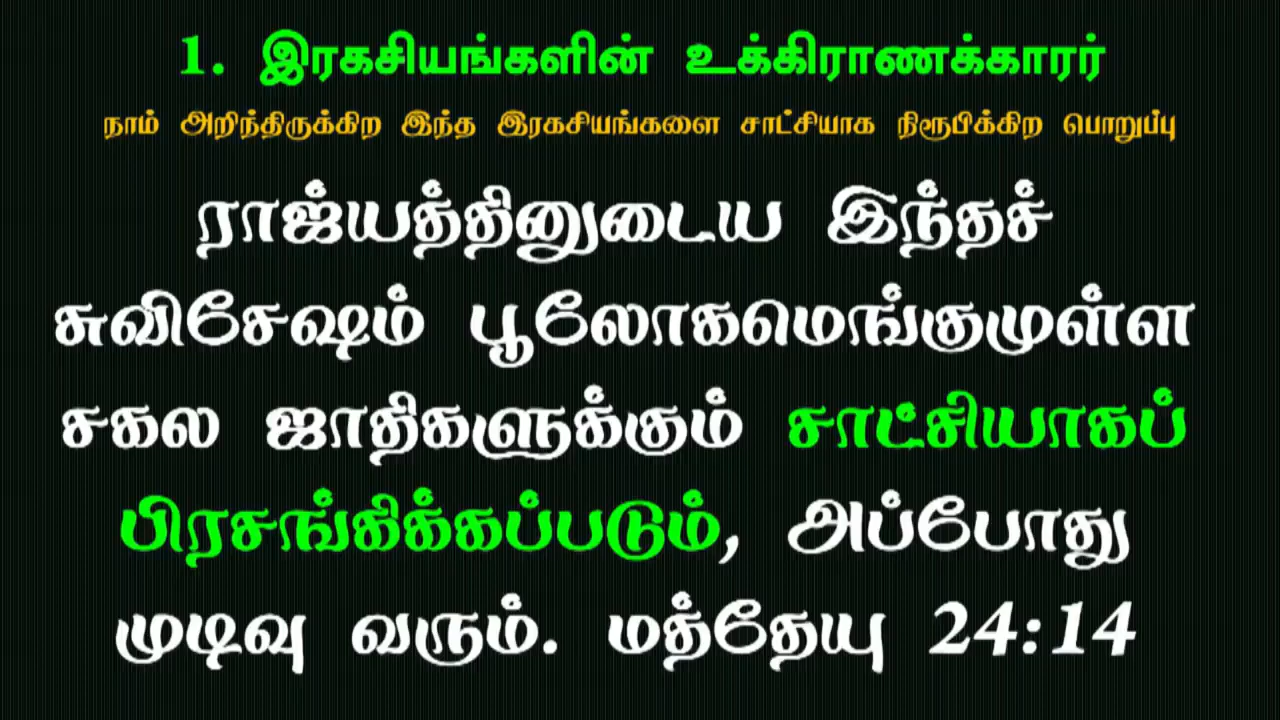 1. இரகசியங்களின் உக்கிராணக்காரர்
நாம் அறிந்திருக்கிற இந்த இரகசியங்களை சாட்சியாக நிரூபிக்கிற பொறுப்பு
ராஜ்யத்தினுடைய இந்தச்
சுவிசேஷம் பூலோகமெங்குமுள்ள
சகல ஜாதிகளுக்கும் சாட்சியாகப்
பிரசங்கிக்கப்படும், அப்போது
முடிவு வரும். மத்தேயு 24:14